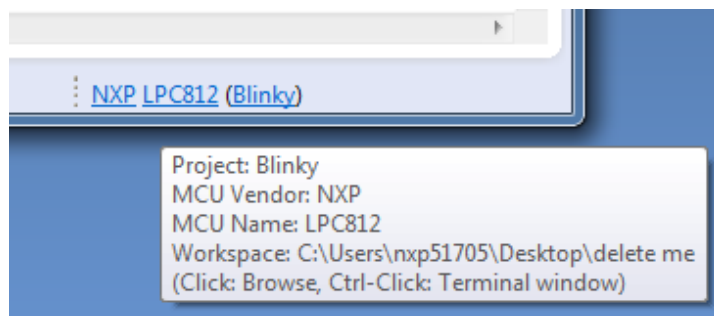 NXP LPC812 (Blinky)
Project: Blinky
MCU Vendor: NXP
MCU Name: LPC812
Workspace: C:\Users\nxp51705\Desktop\delete me
(Click: Browse, Ctrl-Click: Terminal window)